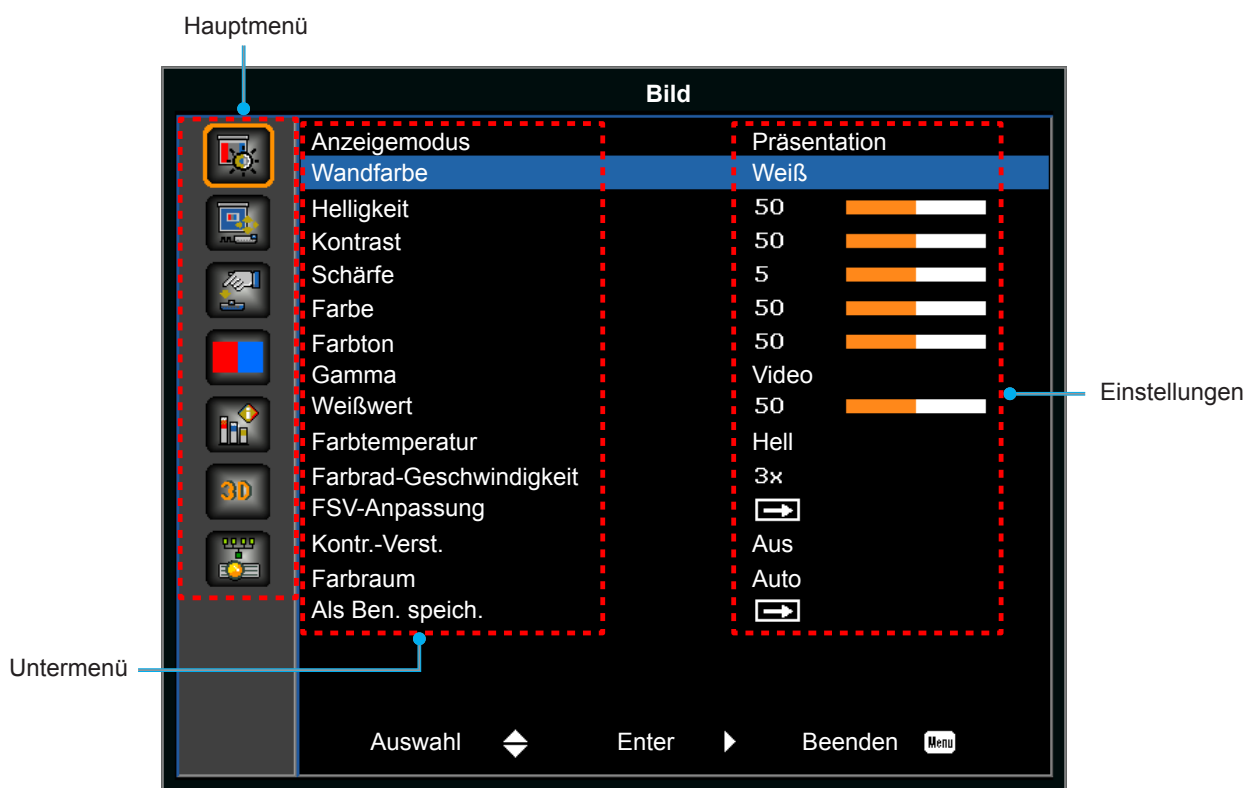 Hauptmenü
Bild
Anzeigemodus Präsentation
Wandfarbe Weiß
Helligkeit 50
Kontrast 50
Schärfe 5
Farbe 50
Farbton 50
Gamma Video
Weißwert 50
Einstellungen
Farbtemperatur Hell
Farbrad-Geschwindigkeit 3x
3D
FSV-Anpassung
Kontr.-Verst. Aus
Farbraum Auto
Als Ben. speich.
Untermenü
Auswahl Enter Beenden Menu